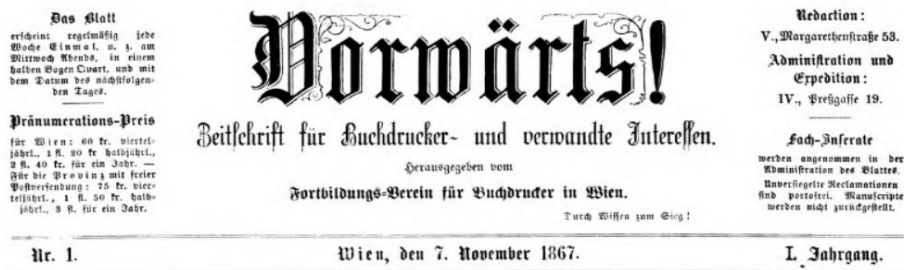 Das Blatt
erscheint regelmäßig jede
Woche Einmal, u. z. am
Mittwoch Abends, in einem
halben Bogen Quart, und mit
dem Datum des nächstfolgen-
den Tages.
Pränumerations-Preis
für Wien: 60 kr. viertel-
jährl., 1 fl. 20 kr halbjährl.,
2 fl. 40 kr. für ein Jahr. —
Für die Provinz mit freier
Postversendung: 75 kr. vier-
teljährl., 1 fl. 50 kr. halb-
jährl., 3 fl. für ein Jahr.
Vorwärts!
Zeitschrift für Buchdrucker- und verwandte Interessen.
Herausgegeben vom
Fortbildungs-Verein für Buchdrucker in Wien.
Durch Wissen zum Sieg!
Redaction:
V., Margarethenstraße 53.
Administration und
Expedition:
IV., Preßgasse 19.
Fach-Inserate
werden angenommen in der
Administration des Blattes.
Unversiegelte Reclamationen
sind portofrei. Manuscripte
werden nicht zurückgestellt.
Nr. 1.
Wien, den 7. November 1867.
I. Jahrgang.